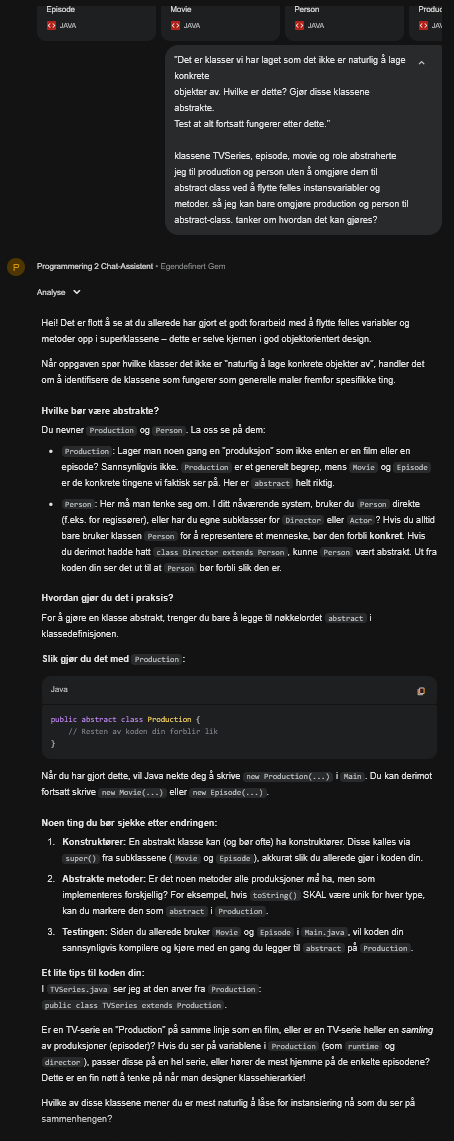 Episode
JAVA
Movie
JAVA
Person
JAVA
Produc
JAV
"Det er klasser vi har laget som det ikke er naturlig å lage
konkrete
objekter av. Hvilke er dette? Gjør disse klassene
abstrakte.
Test at alt fortsatt fungerer etter dette."
klassene TVSeries, episode, movie og role abstraherte
jeg til production og person uten å omgjøre dem til
abstract class ved å flytte felles instansvariabler og
metoder. så jeg kan bare omgjøre production og person til
abstract-class. tanker om hvordan det kan gjøres?
P
Programmering 2 Chat-Assistent • Egendefinert Gem
Analyse
Hei! Det er flott å se at du allerede har gjort et godt forarbeid med å flytte felles variabler og
metoder opp i superklassene – dette er selve kjernen i god objektorientert design.
Når oppgaven spør hvilke klasser det ikke er "naturlig å lage konkrete objekter av", handler det
om å identifisere de klassene som fungerer som generelle maler fremfor spesifikke ting.
Hvilke bør være abstrakte?
Du nevner Production og Person. La oss se på dem:
• Production: Lager man noen gang en "produksjon" som ikke enten er en film eller en
episode? Sannsynligvis ikke. Production er et generelt begrep, mens Movie og Episode
er de konkrete tingene vi faktisk ser på. Her er abstract helt riktig.
• Person: Her må man tenke seg om. I ditt nåværende system, bruker du Person direkte
(f.eks. for regissører), eller har du egne subklasser for Director eller Actor? Hvis du alltid
bare bruker klassen Person for å representere et menneske, bør den forbli konkret. Hvis
du derimot hadde hatt class Director extends Person, kunne Person vært abstrakt. Ut fra
koden din ser det ut til at Person bør forbli slik den er.
Hvordan gjør du det i praksis?
For å gjøre en klasse abstrakt, trenger du bare å legge til nøkkelordet abstract i
klassedefinisjonen.
Slik gjør du det med Production:
Java
public abstract class Production {
// Resten av koden din forblir lik
}
Når du har gjort dette, vil Java nekte deg å skrive new Production(...) i Main. Du kan derimot
fortsatt skrive new Movie(...) eller new Episode(...).
Noen ting du bør sjekke etter endringen:
1. Konstruktører: En abstrakt klasse kan (og bør ofte) ha konstruktører. Disse kalles via
super() fra subklassene (Movie og Episode), akkurat slik du allerede gjør i koden din.
2. Abstrakte metoder: Er det noen metoder alle produksjoner må ha, men som
implementeres forskjellig? For eksempel, hvis toString() SKAL være unik for hver type,
kan du markere den som abstract i Production.
3. Testingen: Siden du allerede bruker Movie og Episode i Main.java, vil koden din
sannsynligvis kompilere og kjøre med en gang du legger til abstract på Production.
Et lite tips til koden din:
I TVSeries.java ser jeg at den arver fra Production:
public class TVSeries extends Production.
Er en TV-serie en "Production" på samme linje som en film, eller er en TV-serie heller en samling
av produksjoner (episoder)? Hvis du ser på variablene i Production (som runtime og
director), passer disse på en hel serie, eller hører de mest hjemme på de enkelte episodene?
Dette er en fin nøtt å tenke på når man designer klassehierarkier!
Hvilke av disse klassene mener du er mest naturlig å låse for instansiering nå som du ser på
sammenhengen?